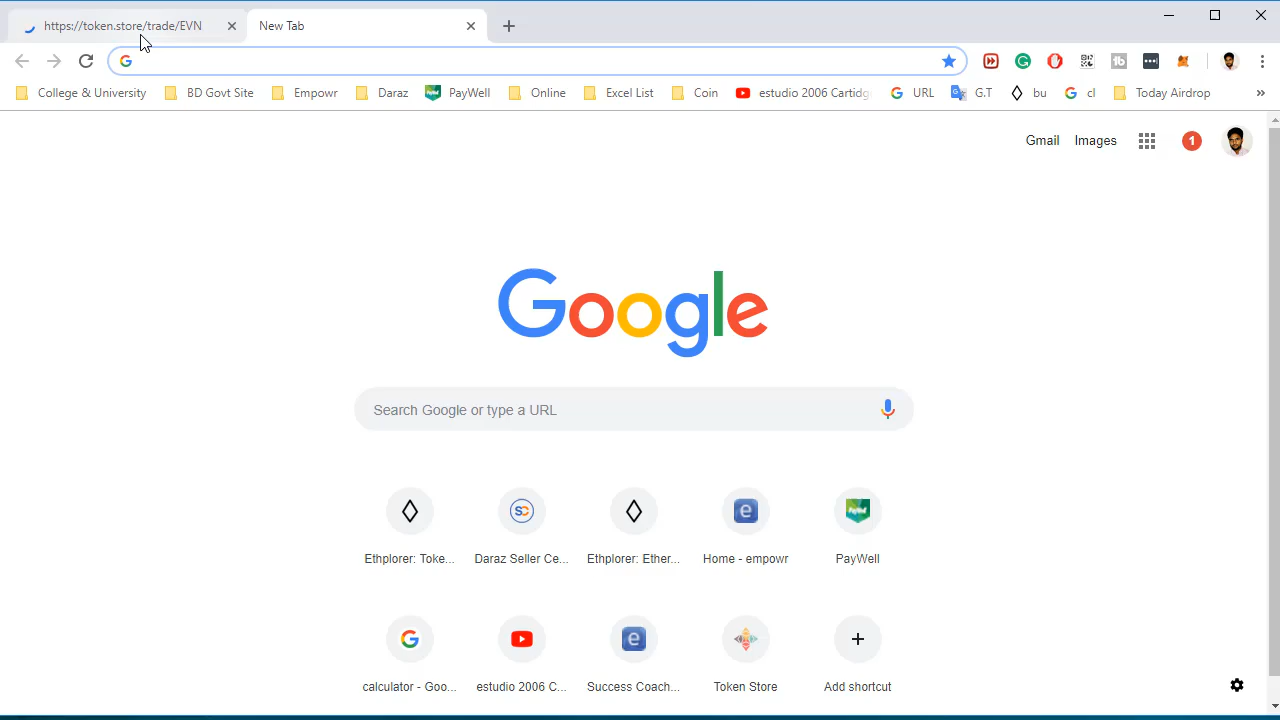 https://token.store/trade/EVN
New Tab
College & University
BD Govt Site
Empowr
Daraz
PayWell
Online
Excel List
Coin
estudio 2006 Cartidg
URL
G.T
bu
cl
Today Airdrop
»
Gmail
Images
1
Google
Search Google or type a URL
Ethplorer: Toke...
Daraz Seller Ce...
Ethplorer: Ether...
Home - empowr
PayWell
calculator - Goo...
estudio 2006 C...
Success Coach...
Token Store
Add shortcut